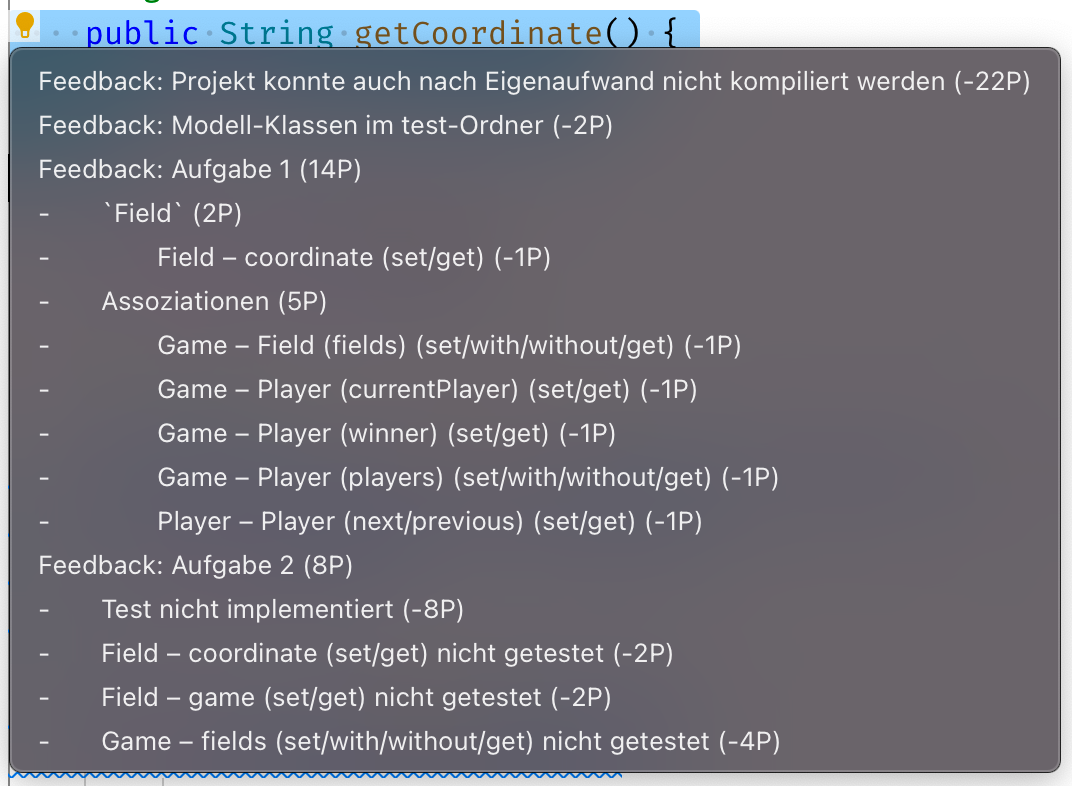 public String getCoordinate() {
Feedback: Projekt konnte auch nach Eigenaufwand nicht kompiliert werden (-22P)
Feedback: Modell-Klassen im test-Ordner (-2P)
Feedback: Aufgabe 1 (14P)
- `Field` (2P)
- Field – coordinate (set/get) (-1P)
- Assoziationen (5P)
- Game – Field (fields) (set/with/without/get) (-1P)
- Game – Player (currentPlayer) (set/get) (-1P)
- Game – Player (winner) (set/get) (-1P)
- Game – Player (players) (set/with/without/get) (-1P)
- Player – Player (next/previous) (set/get) (-1P)
Feedback: Aufgabe 2 (8P)
- Test nicht implementiert (-8P)
- Field – coordinate (set/get) nicht getestet (-2P)
- Field – game (set/get) nicht getestet (-2P)
- Game – fields (set/with/without/get) nicht getestet (-4P)